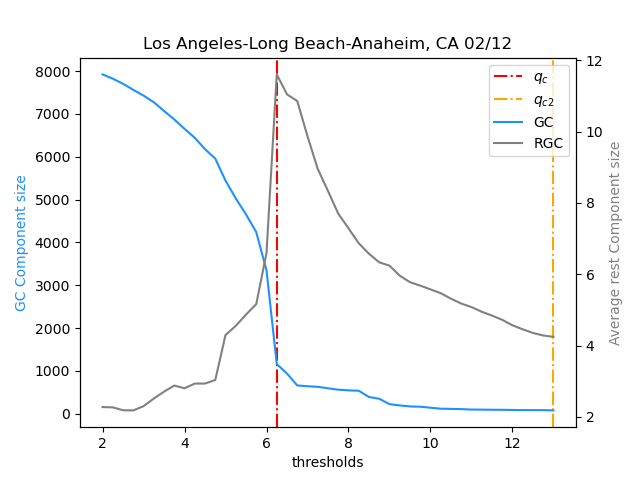 Los Angeles-Long Beach-Anaheim, CA 02/12
GC Component size
8000
7000
6000
5000
4000
3000
2000
1000
0
q_c
q_c2
GC
RGC
12
10
8
6
4
2
Average rest Component size
2 4 6 8 10 12
thresholds